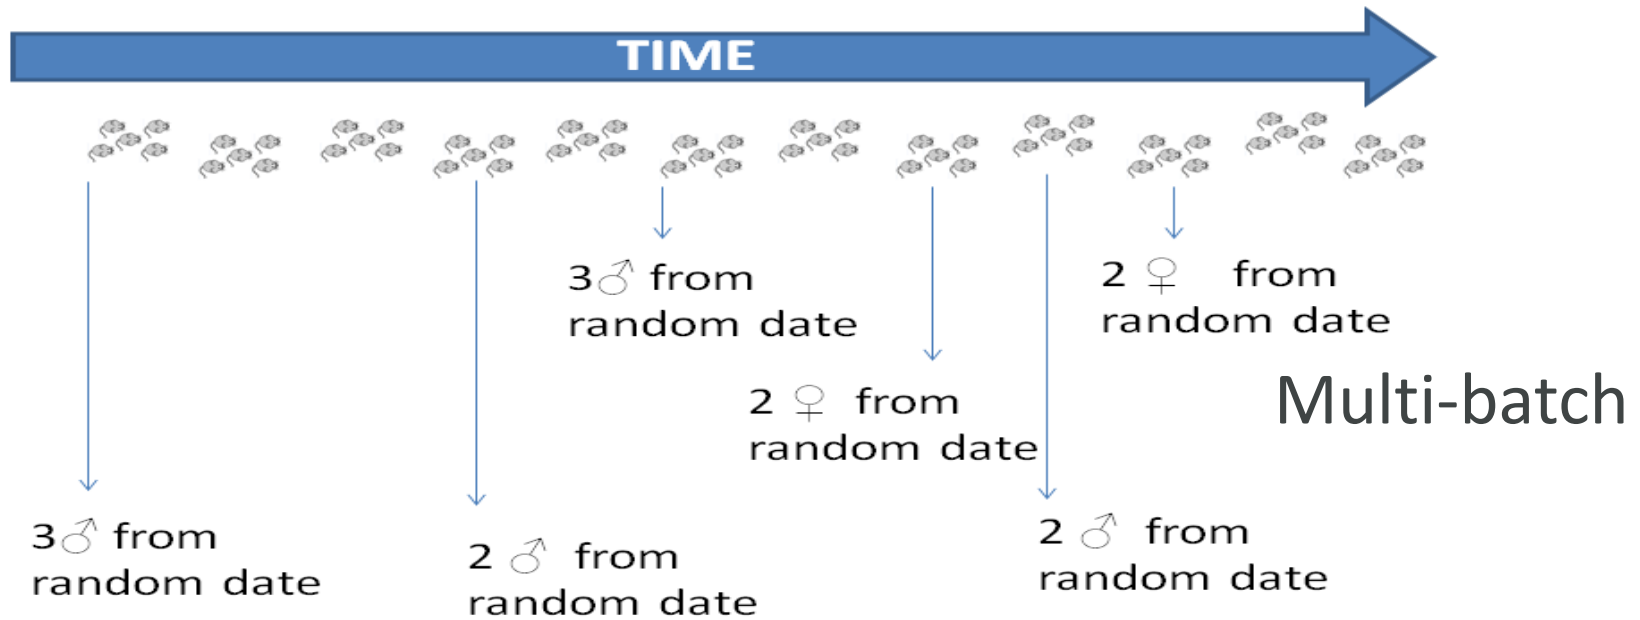 TIME
3♂ from
random date
2 ♀ from
random date
2 ♀ from
random date
Multi-batch
3♂ from
random date
2 ♂ from
random date
2 ♂ from
random date